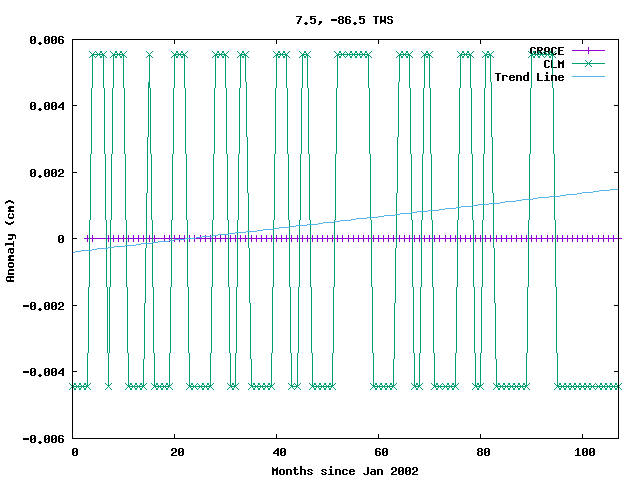 7.5, -86.5 TWS
0.006
0.004
0.002
0
-0.002
-0.004
-0.006
Anomaly (cm)
GRACE
CLM
Trend Line
0 20 40 60 80 100
Months since Jan 2002